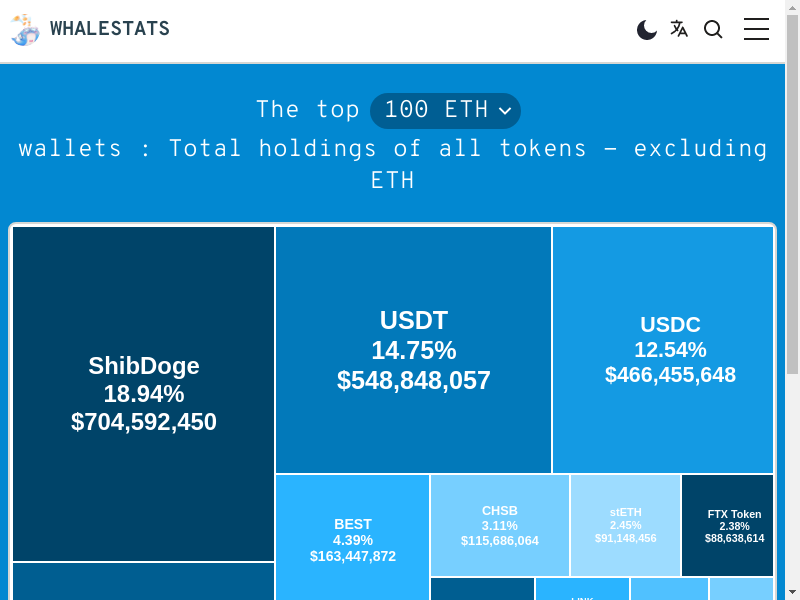 WHALESTATS
The top 100 ETH
wallets : Total holdings of all tokens - excluding
ETH
ShibDoge
18.94%
$704,592,450
USDT
14.75%
$548,848,057
USDC
12.54%
$466,455,648
BEST
4.39%
$163,447,872
CHSB
3.11%
$115,686,064
stETH
2.45%
$91,148,456
FTX Token
2.38%
$88,638,614